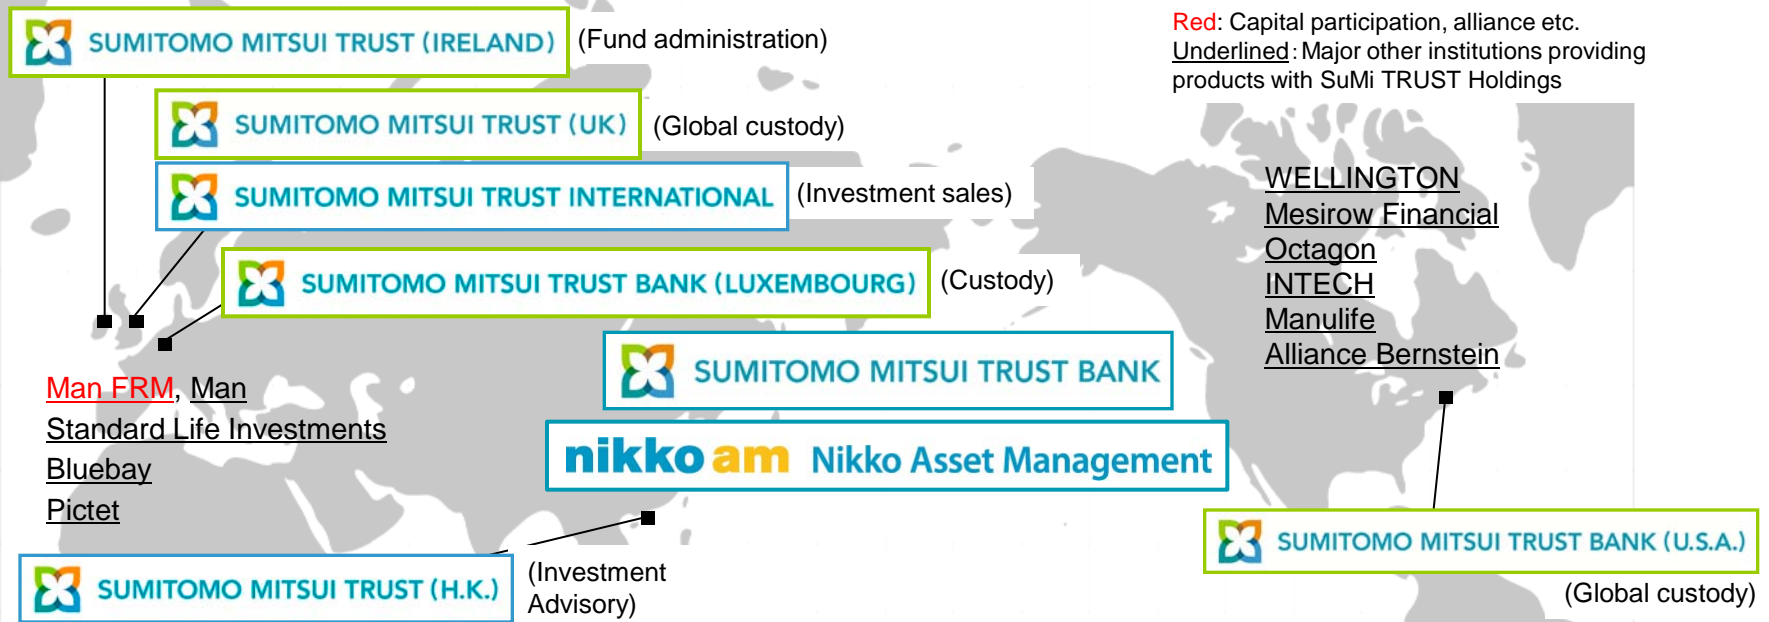 SUMITOMO MITSUI TRUST (IRELAND) (Fund administration)
Red: Capital participation, alliance etc.
Underlined: Major other institutions providing
products with SuMi TRUST Holdings
SUMITOMO MITSUI TRUST (UK) (Global custody)
SUMITOMO MITSUI TRUST INTERNATIONAL (Investment sales)
SUMITOMO MITSUI TRUST BANK (LUXEMBOURG) (Custody)
WELLINGTON
Mesirow Financial
Octagon
INTECH
Manulife
Alliance Bernstein
SUMITOMO MITSUI TRUST BANK
nikko am Nikko Asset Management
Man FRM, Man
Standard Life Investments
Bluebay
Pictet
SUMITOMO MITSUI TRUST (H.K.)
(Investment
Advisory)
SUMITOMO MITSUI TRUST BANK (U.S.A.)
(Global custody)